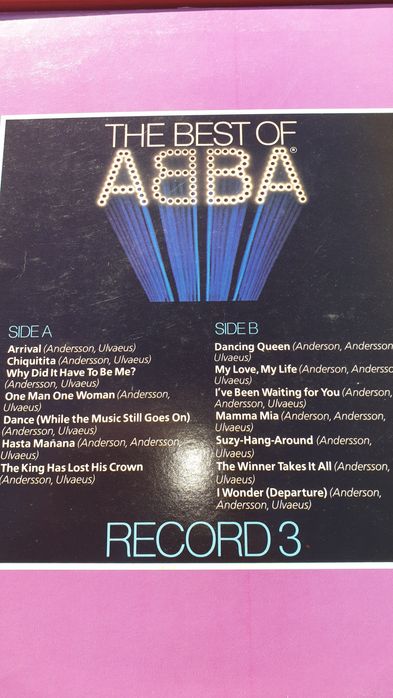 THE BEST OF
ABBA®
SIDE A
Arrival (Andersson, Ulvaeus)
Chiquitita (Andersson, Ulvaeus)
Why Did It Have To Be Me?
(Andersson, Ulvaeus)
One Man One Woman (Andersson,
Ulvaeus)
Dance (While the Music Still Goes On)
(Andersson, Ulvaeus)
Hasta Mañana (Anderson, Andersson,
Ulvaeus)
The King Has Lost His Crown
(Andersson, Ulvaeus)
SIDE B
Dancing Queen (Anderson, Andersson
Ulvaeus)
My Love, My Life (Anderson, Andersso
Ulvaeus)
I've Been Waiting for You (Anderson,
Andersson, Ulvaeus)
Mamma Mia (Anderson, Andersson,
Ulvaeus)
Suzy-Hang-Around (Andersson,
Ulvaeus)
The Winner Takes It All (Andersson,
Ulvaeus)
I Wonder (Departure) (Anderson,
Andersson, Ulvaeus)
RECORD 3